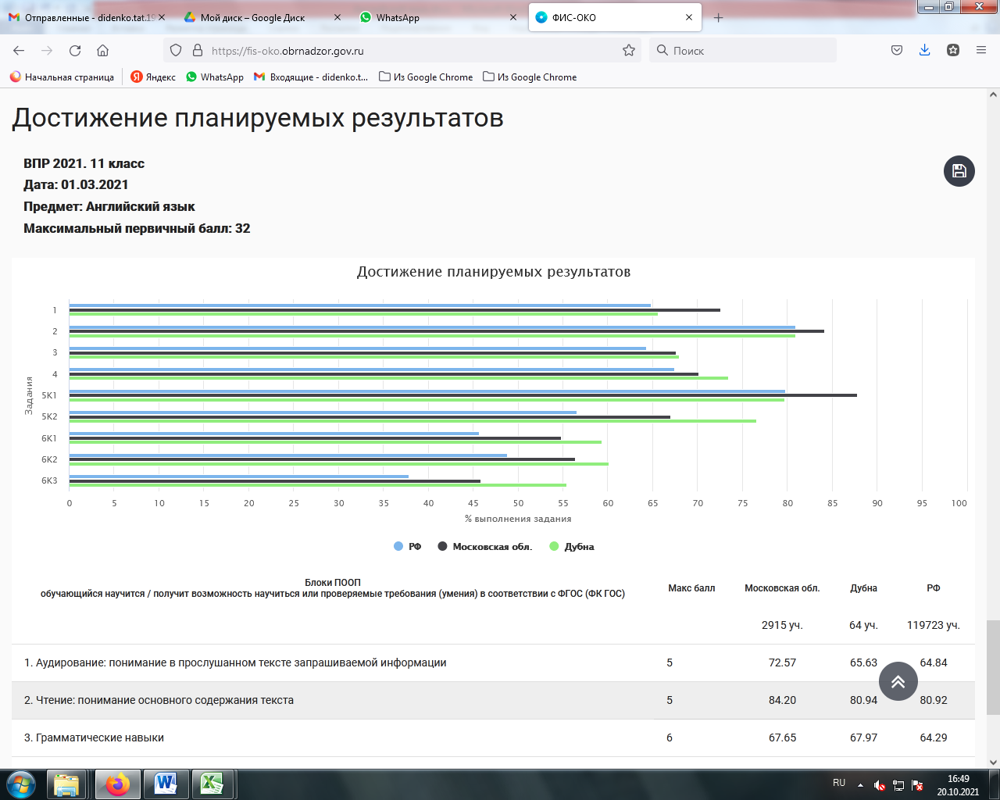 Отправленные - didenko.tat.19
Мой диск – Google Диск
WhatsApp
ФИС-ОКО
https://fis-oko.obrnadzor.gov.ru
Поиск
Начальная страница
Яндекс
WhatsApp
Входящие - didenko.t...
Из Google Chrome
Из Google Chrome
Достижение планируемых результатов
ВПР 2021. 11 класс
Дата: 01.03.2021
Предмет: Английский язык
Максимальный первичный балл: 32
Достижение планируемых результатов
Задания
1
2
3
4
5K1
5K2
6K1
6K2
6K3
0 5 10 15 20 25 30 35 40 45 50 55 60 65 70 75 80 85 90 95 100
% выполнения задания
РФ Московская обл. Дубна
Блоки ПООП
обучающийся научится / получит возможность научиться или проверяемые требования (умения) в соответствии с ФГОС (ФК ГОС)
Макс балл Московская обл. Дубна РФ
2915 уч. 64 уч. 119723 уч.
1. Аудирование: понимание в прослушанном тексте запрашиваемой информации 5 72.57 65.63 64.84
2. Чтение: понимание основного содержания текста 5 84.20 80.94 80.92
3. Грамматические навыки 6 67.65 67.97 64.29
RU
16:49
20.10.2021